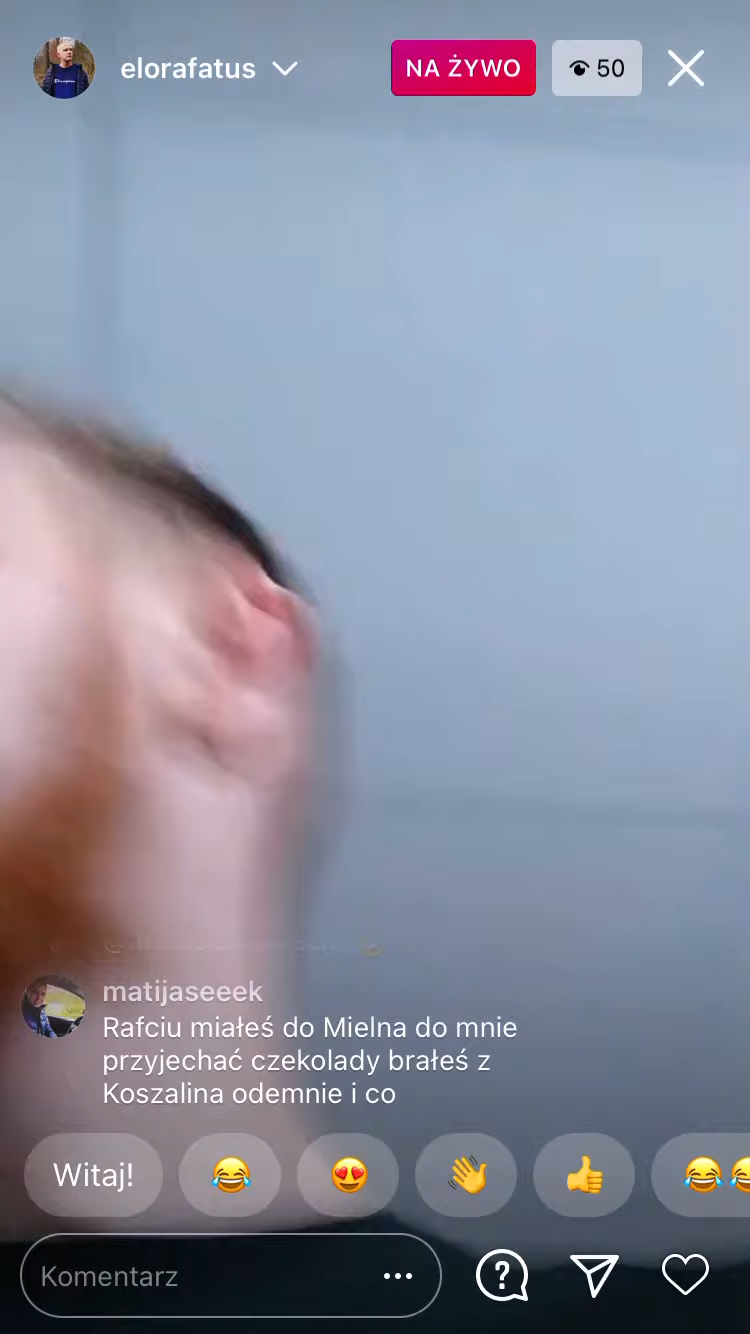 elorafatus
NA ŻYWO
50
matijaseeek
Rafciu miałeś do Mielna do mnie
przyjechać czekolady brałeś z
Koszalina odemnie i co
Witaj!
Komentarz